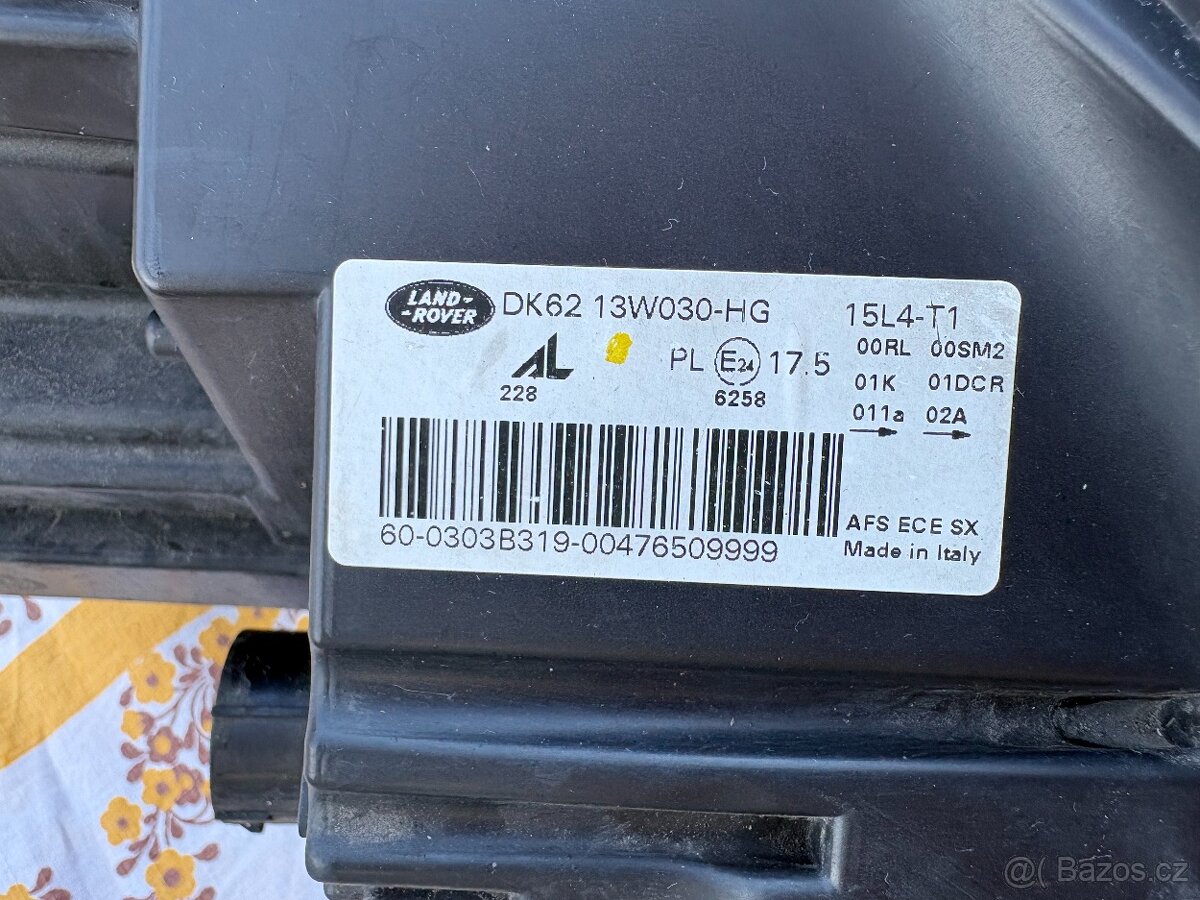 LAND-
-ROVER
DK62 13W030-HG 15L4-T1
00RL 00SM2
AL PL E24 17.5
01K 01DCR
228 6258
011a 02A
60-0303B319-00476509999
AFS ECE SX
Made in Italy
@( Bazos.cz